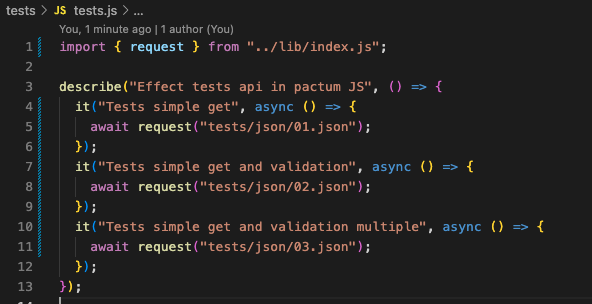 tests > JS tests.js > ...
You, 1 minute ago | 1 author (You)
1 import { request } from "../lib/index.js";
2
3 describe("Effect tests api in pactum JS", () => {
4 it("Tests simple get", async () => {
5 await request("tests/json/01.json");
6 });
7 it("Tests simple get and validation", async () => {
8 await request("tests/json/02.json");
9 });
10 it("Tests simple get and validation multiple", async () => {
11 await request("tests/json/03.json");
12 });
13 });
14